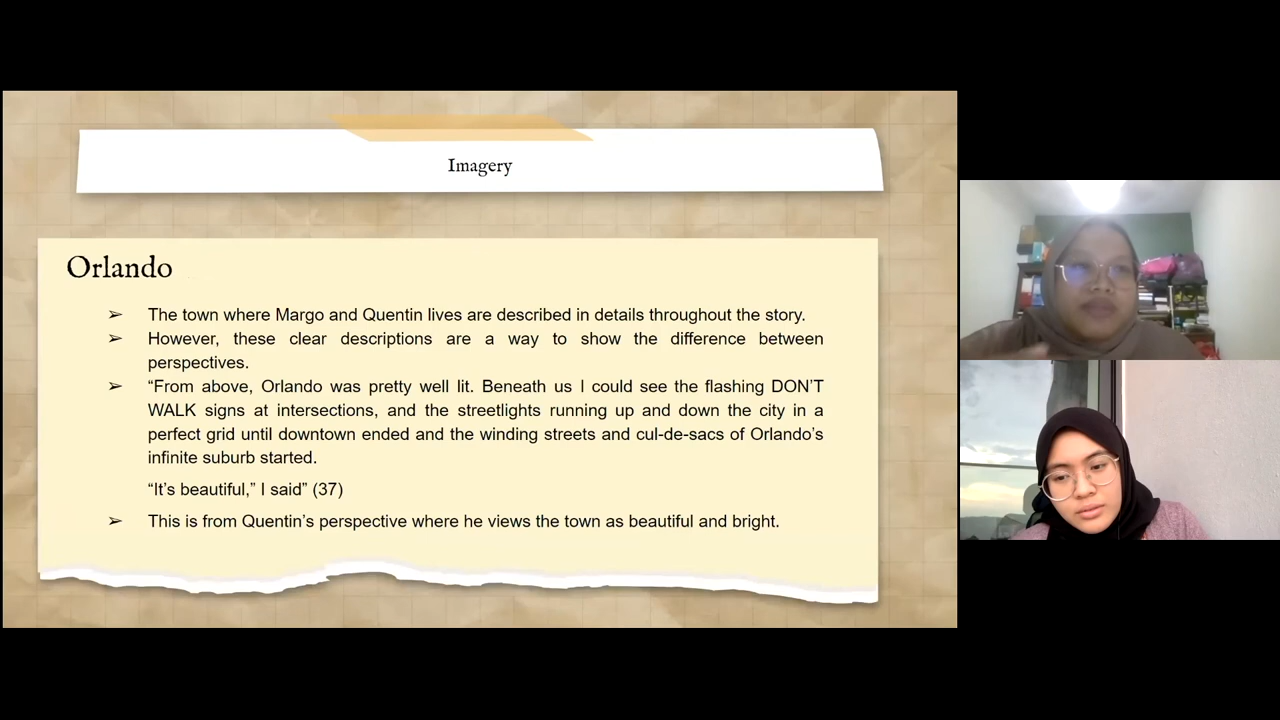 Imagery
Orlando
➢ The town where Margo and Quentin lives are described in details throughout the story.
➢ However, these clear descriptions are a way to show the difference between
perspectives.
➢ “From above, Orlando was pretty well lit. Beneath us I could see the flashing DON’T
WALK signs at intersections, and the streetlights running up and down the city in a
perfect grid until downtown ended and the winding streets and cul-de-sacs of Orlando’s
infinite suburb started.
“It’s beautiful,” I said” (37)
➢ This is from Quentin’s perspective where he views the town as beautiful and bright.